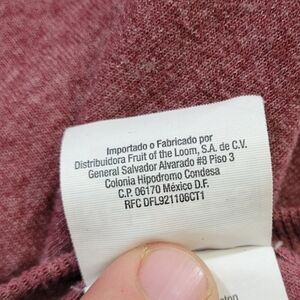 Importado o Fabricado por
Distribuidora Fruit of the Loom, S.A. de C.V.
General Salvador Alvarado #8 Piso 3
Colonia Hipodromo Condesa
C.P. 06170 México D.F.
RFC DFL921106CT1